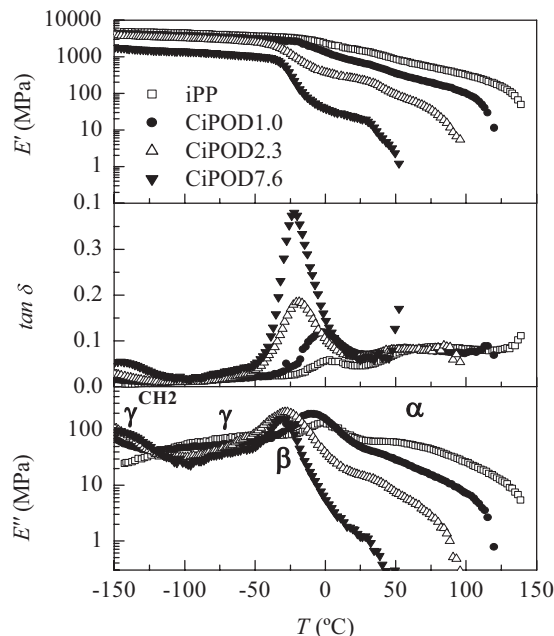 10000
1000
100
10
1
0.1
E' (MPa)
iPP
CiPOD1.0
CiPOD2.3
CiPOD7.6
0.3
0.2
0.1
0.0
tan δ
γ CH2
γ
α
β
100
10
1
E'' (MPa)
-150 -100 -50 0 50 100 150
T (ºC)